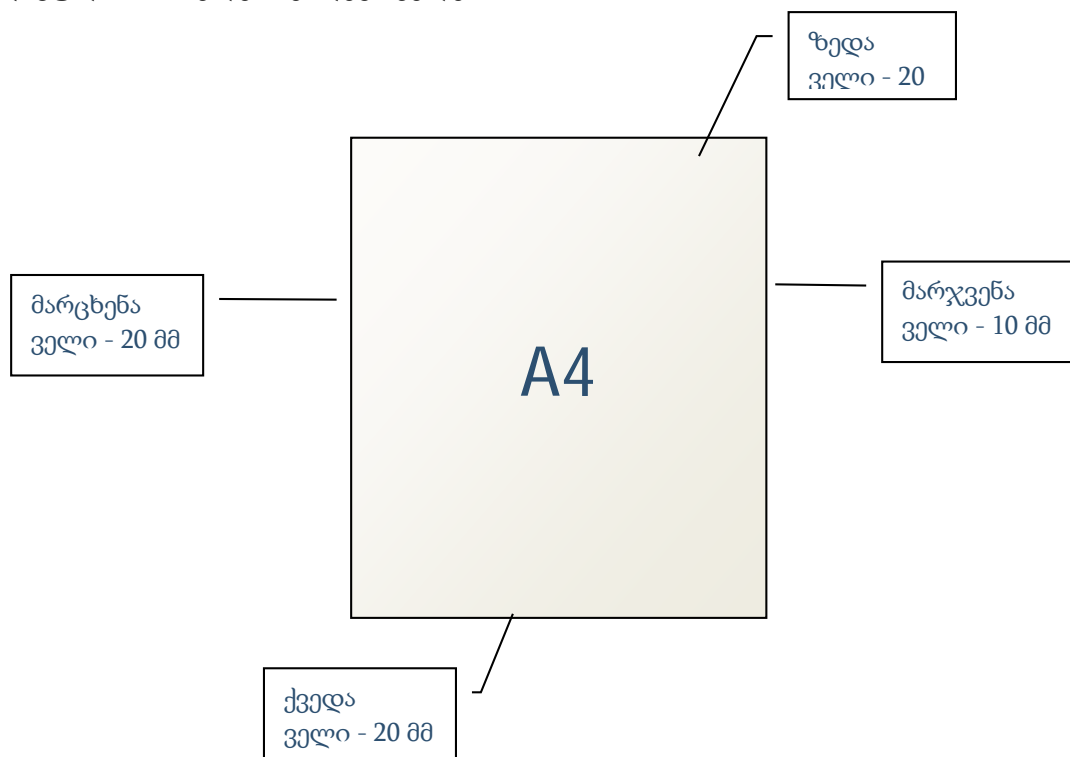 ზედა
ველი - 20
მარცხენა
ველი - 20 მმ
მარჯვენა
ველი - 10 მმ
A4
ქვედა
ველი - 20 მმ